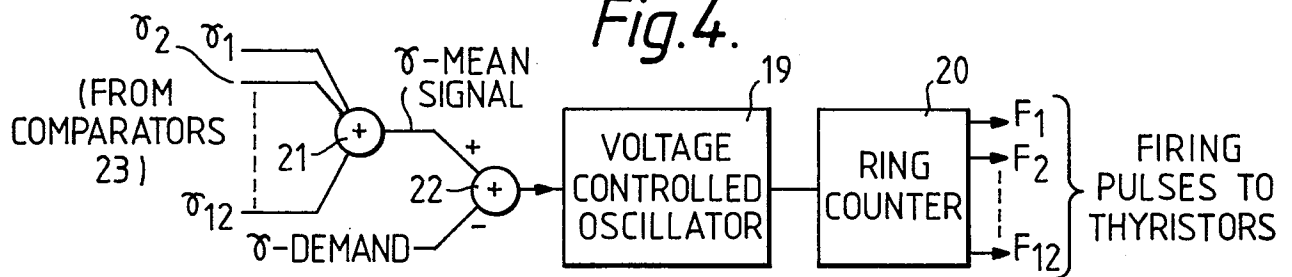 Fig.4.
γ1
γ2
(FROM
COMPARATORS
23)
γ12
21
γ-MEAN
SIGNAL
+
+
22
+
-
γ-DEMAND
19
VOLTAGE
CONTROLLED
OSCILLATOR
20
RING
COUNTER
F1
F2
F12
FIRING
PULSES TO
THYRISTORS